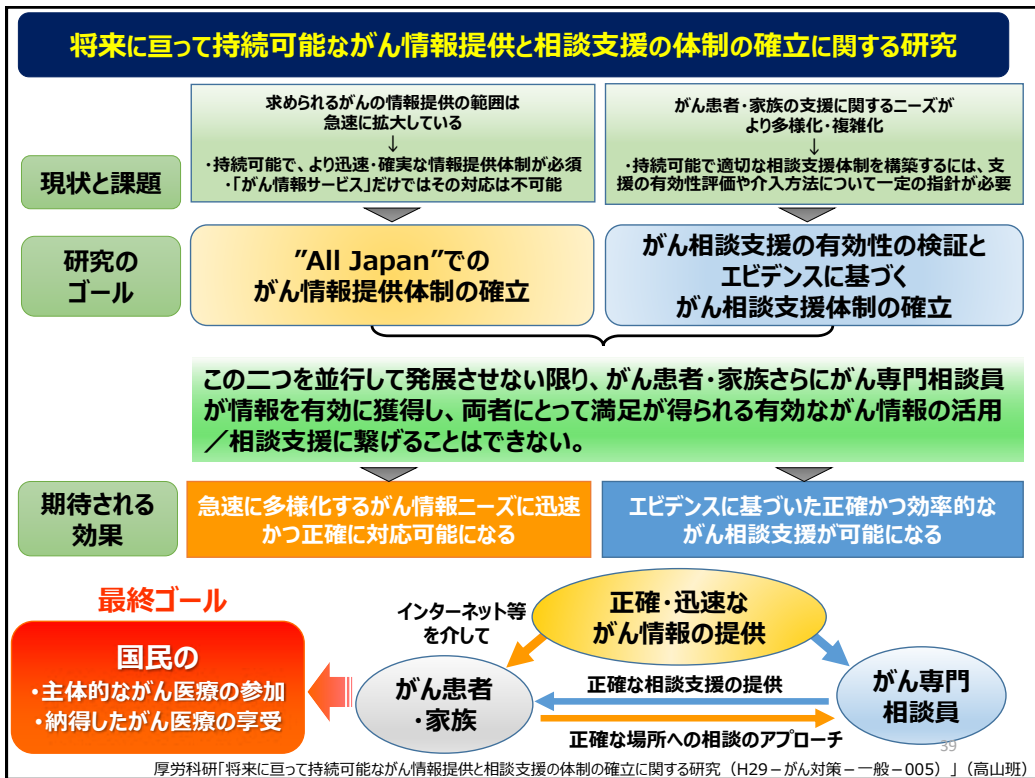 将来に亘って持続可能ながん情報提供と相談支援の体制の確立に関する研究
現状と課題
求められるがんの情報提供の範囲は
急速に拡大している
↓
・持続可能で、より迅速・確実な情報提供体制が必須
・「がん情報サービス」だけではその対応は不可能
がん患者・家族の支援に関するニーズが
より多様化・複雑化
↓
・持続可能で適切な相談支援体制を構築するには、支
援の有効性評価や介入方法について一定の指針が必要
研究の
ゴール
”All Japan”での
がん情報提供体制の確立
がん相談支援の有効性の検証と
エビデンスに基づく
がん相談支援体制の確立
この二つを並行して発展させない限り、がん患者・家族さらにがん専門相談員
が情報を有効に獲得し、両者にとって満足が得られる有効ながん情報の活用
／相談支援に繋げることはできない。
期待される
効果
急速に多様化するがん情報ニーズに迅速
かつ正確に対応可能になる
エビデンスに基づいた正確かつ効率的な
がん相談支援が可能になる
最終ゴール
国民の
・主体的ながん医療の参加
・納得したがん医療の享受
インターネット等
を介して
正確・迅速な
がん情報の提供
がん患者
・家族
正確な相談支援の提供
正確な場所への相談のアプローチ
がん専門
相談員
39
厚労科研「将来に亘って持続可能ながん情報提供と相談支援の体制の確立に関する研究（H29－がん対策－一般－005）」（高山班）